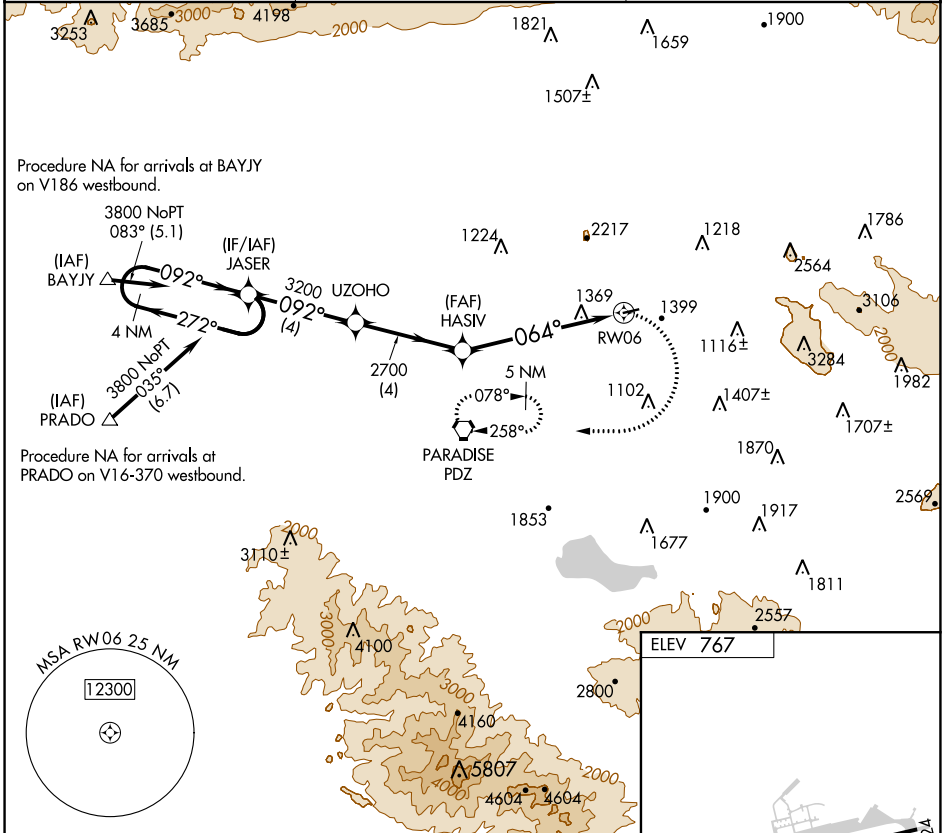 3253
3685
3000
4198
2000
1821
1659
1900
1507±
Procedure NA for arrivals at BAYJY
on V186 westbound.
3800 NoPT
083° (5.1)
(IAF)
BAYJY
092°
(IF/IAF)
JASER
3200
092°
(4)
UZOHO
4 NM
272°
3800 NoPT
035°
(6.7)
(IAF)
PRADO
2700
(4)
(FAF)
HASIV
064°
RW06
1224
2217
1218
1786
2564
1369
1399
3106
2000
1116±
3284
1982
5 NM
078°
258°
PARADISE
PDZ
1102
1407±
1707±
1870
Procedure NA for arrivals at
PRADO on V16-370 westbound.
1853
1900
1917
1677
2569
1811
2000
3110±
3000
4100
2000
2557
MSA RW06 25 NM
12300
ELEV 767
2800
3000
4160
5807
4000
4604
4604
2000
24